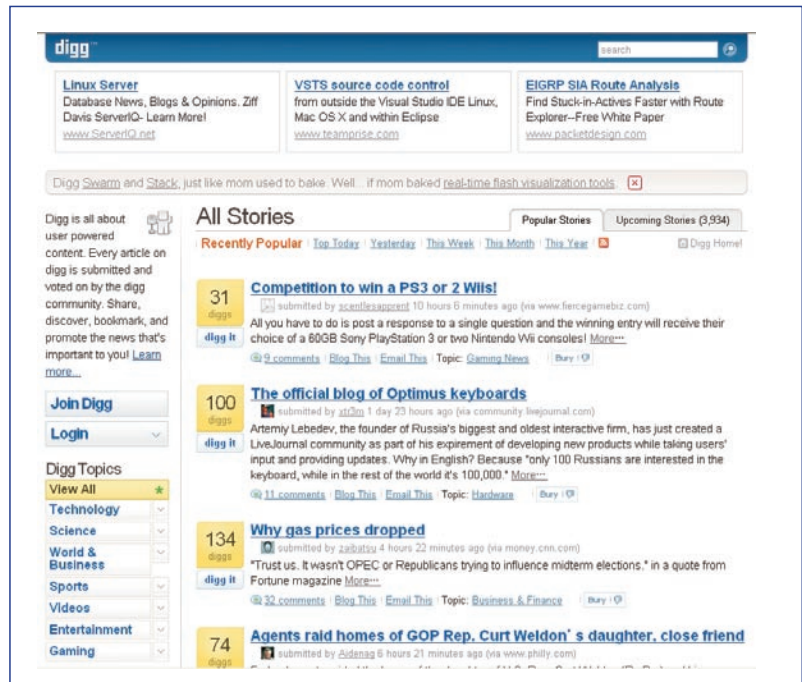 digg™
search
Linux Server
Database News, Blogs & Opinions. Ziff
Davis ServerIQ- Learn
More!
www.ServerIQ.net
VSTS source code control
from outside the Visual Studio IDE Linux,
Mac OS X and within Eclipse
www.teamprise.com
EIGRP SIA Route Analysis
Find Stuck-in-Actives Faster with Route
Explorer--Free White Paper
www.packetdesign.com
Digg Swarm and Stack, just like mom used to bake. Well... if mom baked real-time flash visualization tools.
Digg is all about
user powered
content. Every article on
digg is submitted and
voted on by the digg
community. Share,
discover, bookmark, and
promote the news that's
important to you! Learn
more...
Join Digg
Login
Digg Topics
View All
Technology
Science
World &
Business
Sports
Videos
Entertainment
Gaming
All Stories
Popular Stories
Upcoming Stories (3,934)
Recently Popular Top Today Yesterday This Week This Month This Year
Digg Home!
31
diggs
digg it
Competition to win a PS3 or 2 Wiis!
submitted by scentlesapprent 10 hours 6 minutes ago (via www.fiercegamebiz.com)
All you have to do is post a response to a single question and the winning entry will receive their
choice of a 60GB Sony PlayStation 3 or two Nintendo Wii consoles! More...
9 comments Blog This Email This Topic: Gaming News Bury
100
diggs
digg it
The official blog of Optimus keyboards
submitted by xtr3m 1 day 23 hours ago (via community.livejournal.com)
Artemiy Lebedev, the founder of Russia's biggest and oldest interactive firm, has just created a
LiveJournal community as part of his expirement of developing new products while taking users'
input and providing updates. Why in English? Because "only 100 Russians are interested in the
keyboard, while in the rest of the world it's 100,000." More...
11 comments Blog This Email This Topic: Hardware Bury
134
diggs
digg it
Why gas prices dropped
submitted by zaibatsu 4 hours 22 minutes ago (via money.cnn.com)
"Trust us. It wasn't OPEC or Republicans trying to influence midterm elections." in a quote from
Fortune magazine More...
32 comments Blog This Email This Topic: Business & Finance Bury
74
diggs
Agents raid homes of GOP Rep. Curt Weldon's daughter, close friend
submitted by Aidenag 6 hours 21 minutes ago (via www.philly.com)